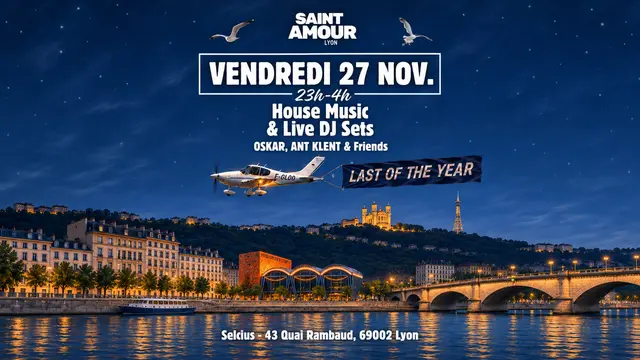 SAINT
AMOUR
LYON
VENDREDI 27 NOV.
23h-4h
House Music
& Live DJ Sets
OSKAR, ANT KLENT & Friends
F-GLOO
LAST OF THE YEAR
Selcius - 43 Quai Rambaud, 69002 Lyon